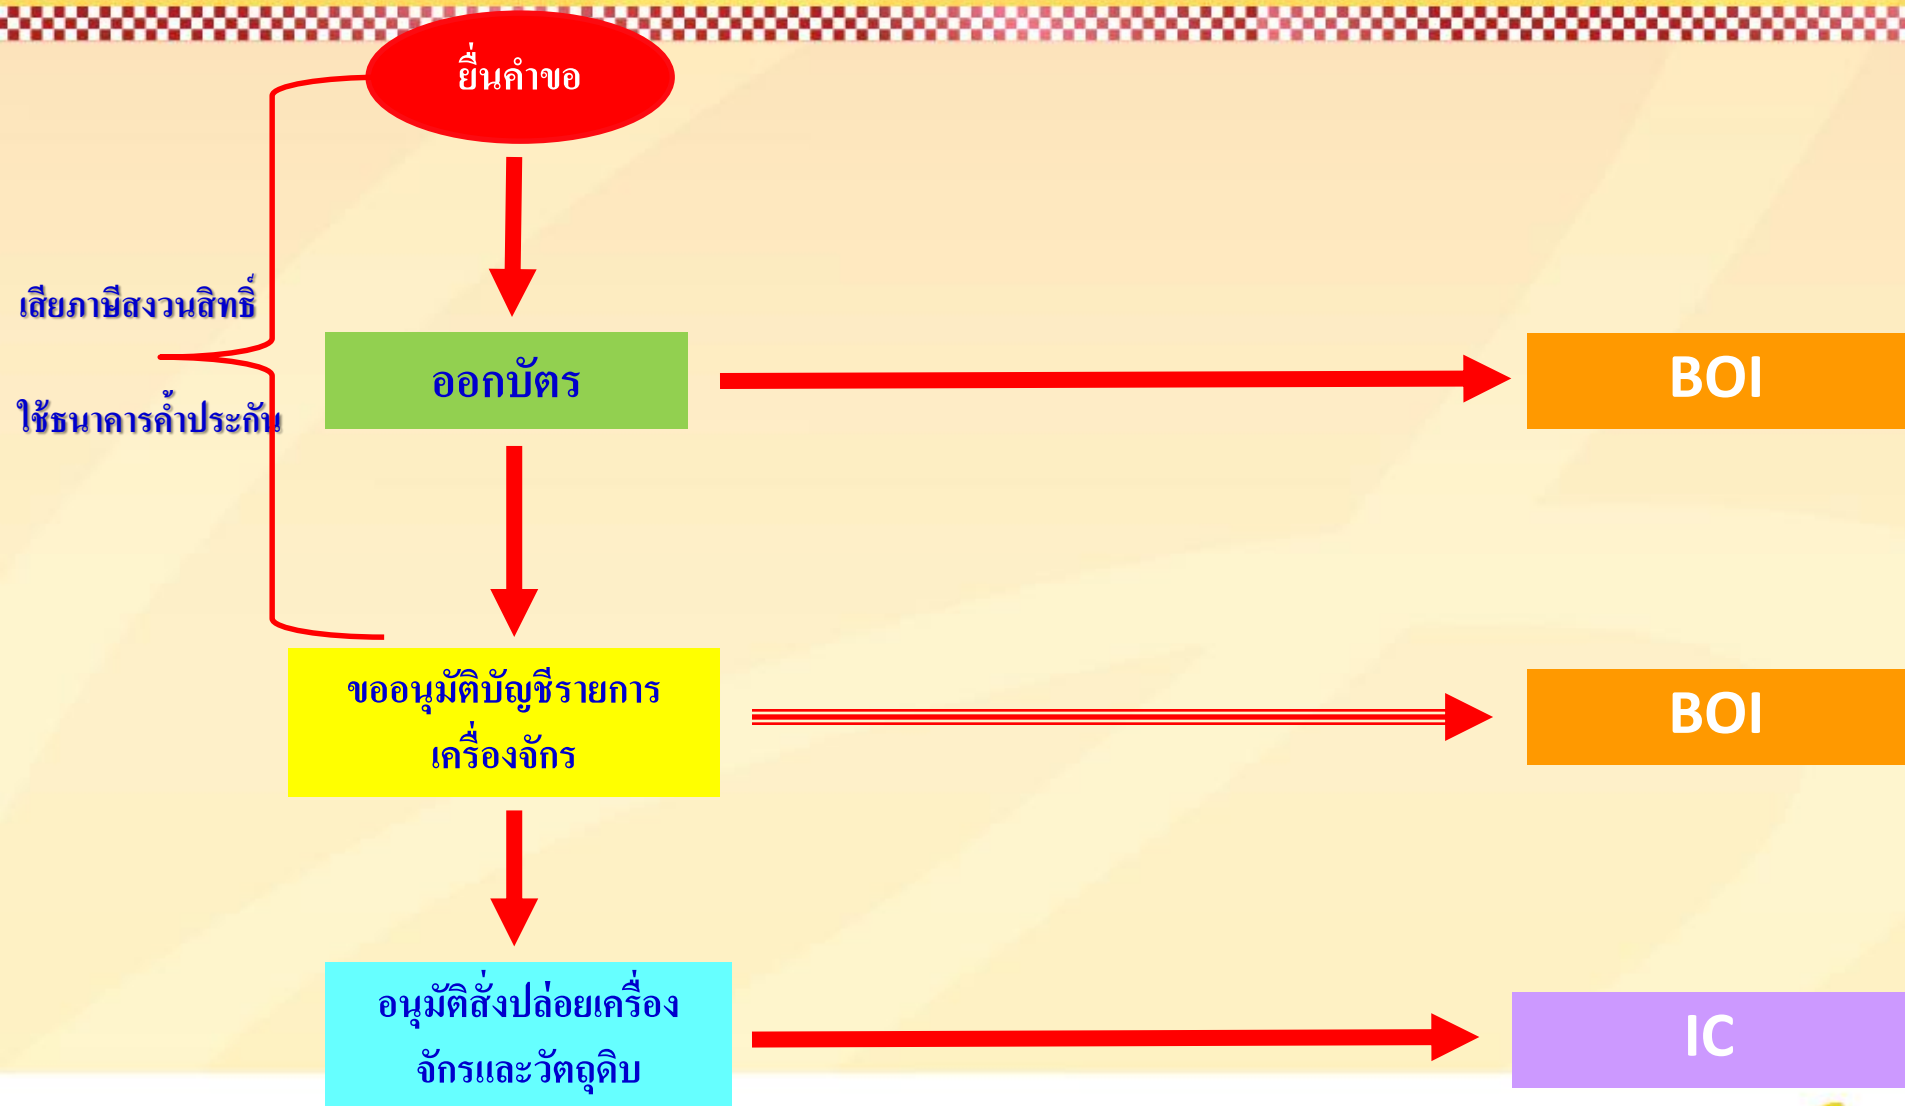 ยื่นคำขอ
เสียภาษีสงวนสิทธิ์
ใช้ธนาคารค้ำประกัน
ออกบัตร
BOI
ขออนุมัติบัญชีรายการ
เครื่องจักร
BOI
อนุมัติสั่งปล่อยเครื่อง
จักรและวัตถุดิบ
IC